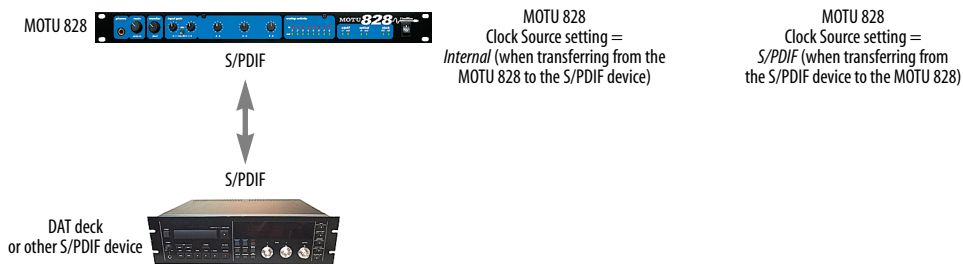 MOTU 828
MOTU828
S/PDIF
S/PDIF
DAT deck
or other S/PDIF device
MOTU 828
Clock Source setting =
Internal (when transferring from the
MOTU 828 to the S/PDIF device)
MOTU 828
Clock Source setting =
S/PDIF (when transferring from
the S/PDIF device to the MOTU 828)